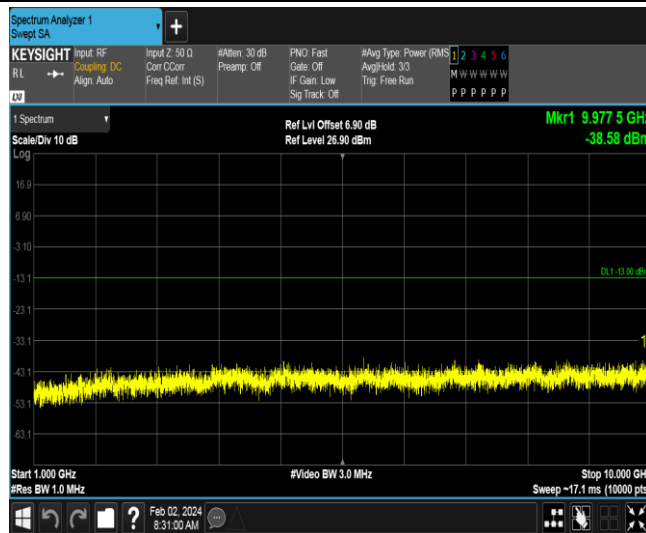 Spectrum Analyzer 1
Swept SA
+
KEYSIGHT
RL
Input: RF
Coupling: DC
Align: Auto
Input Z: 50 Ω
Corr CCorr
Freq Ref: Int (S)
#Atten: 30 dB
Preamp: Off
PNO: Fast
Gate: Off
IF Gain: Low
Sig Track: Off
#Avg Type: Power (RMS
Avg|Hold: 3/3
Trig: Free Run
1 2 3 4 5 6
M W W W W W
P P P P P P
1 Spectrum
Scale/Div 10 dB
Log
Ref Lvl Offset 6.90 dB
Ref Level 26.90 dBm
Mkr1 9.977 5 GHz
-38.58 dBm
16.9
6.90
-3.10
-13.1
DL1 -13.00 dBm
-23.1
-33.1
1
-43.1
-53.1
-63.1
Start 1.000 GHz
#Res BW 1.0 MHz
#Video BW 3.0 MHz
Stop 10.000 GH
Sweep ~17.1 ms (10000 pts
?
Feb 02, 2024
8:31:00 AM